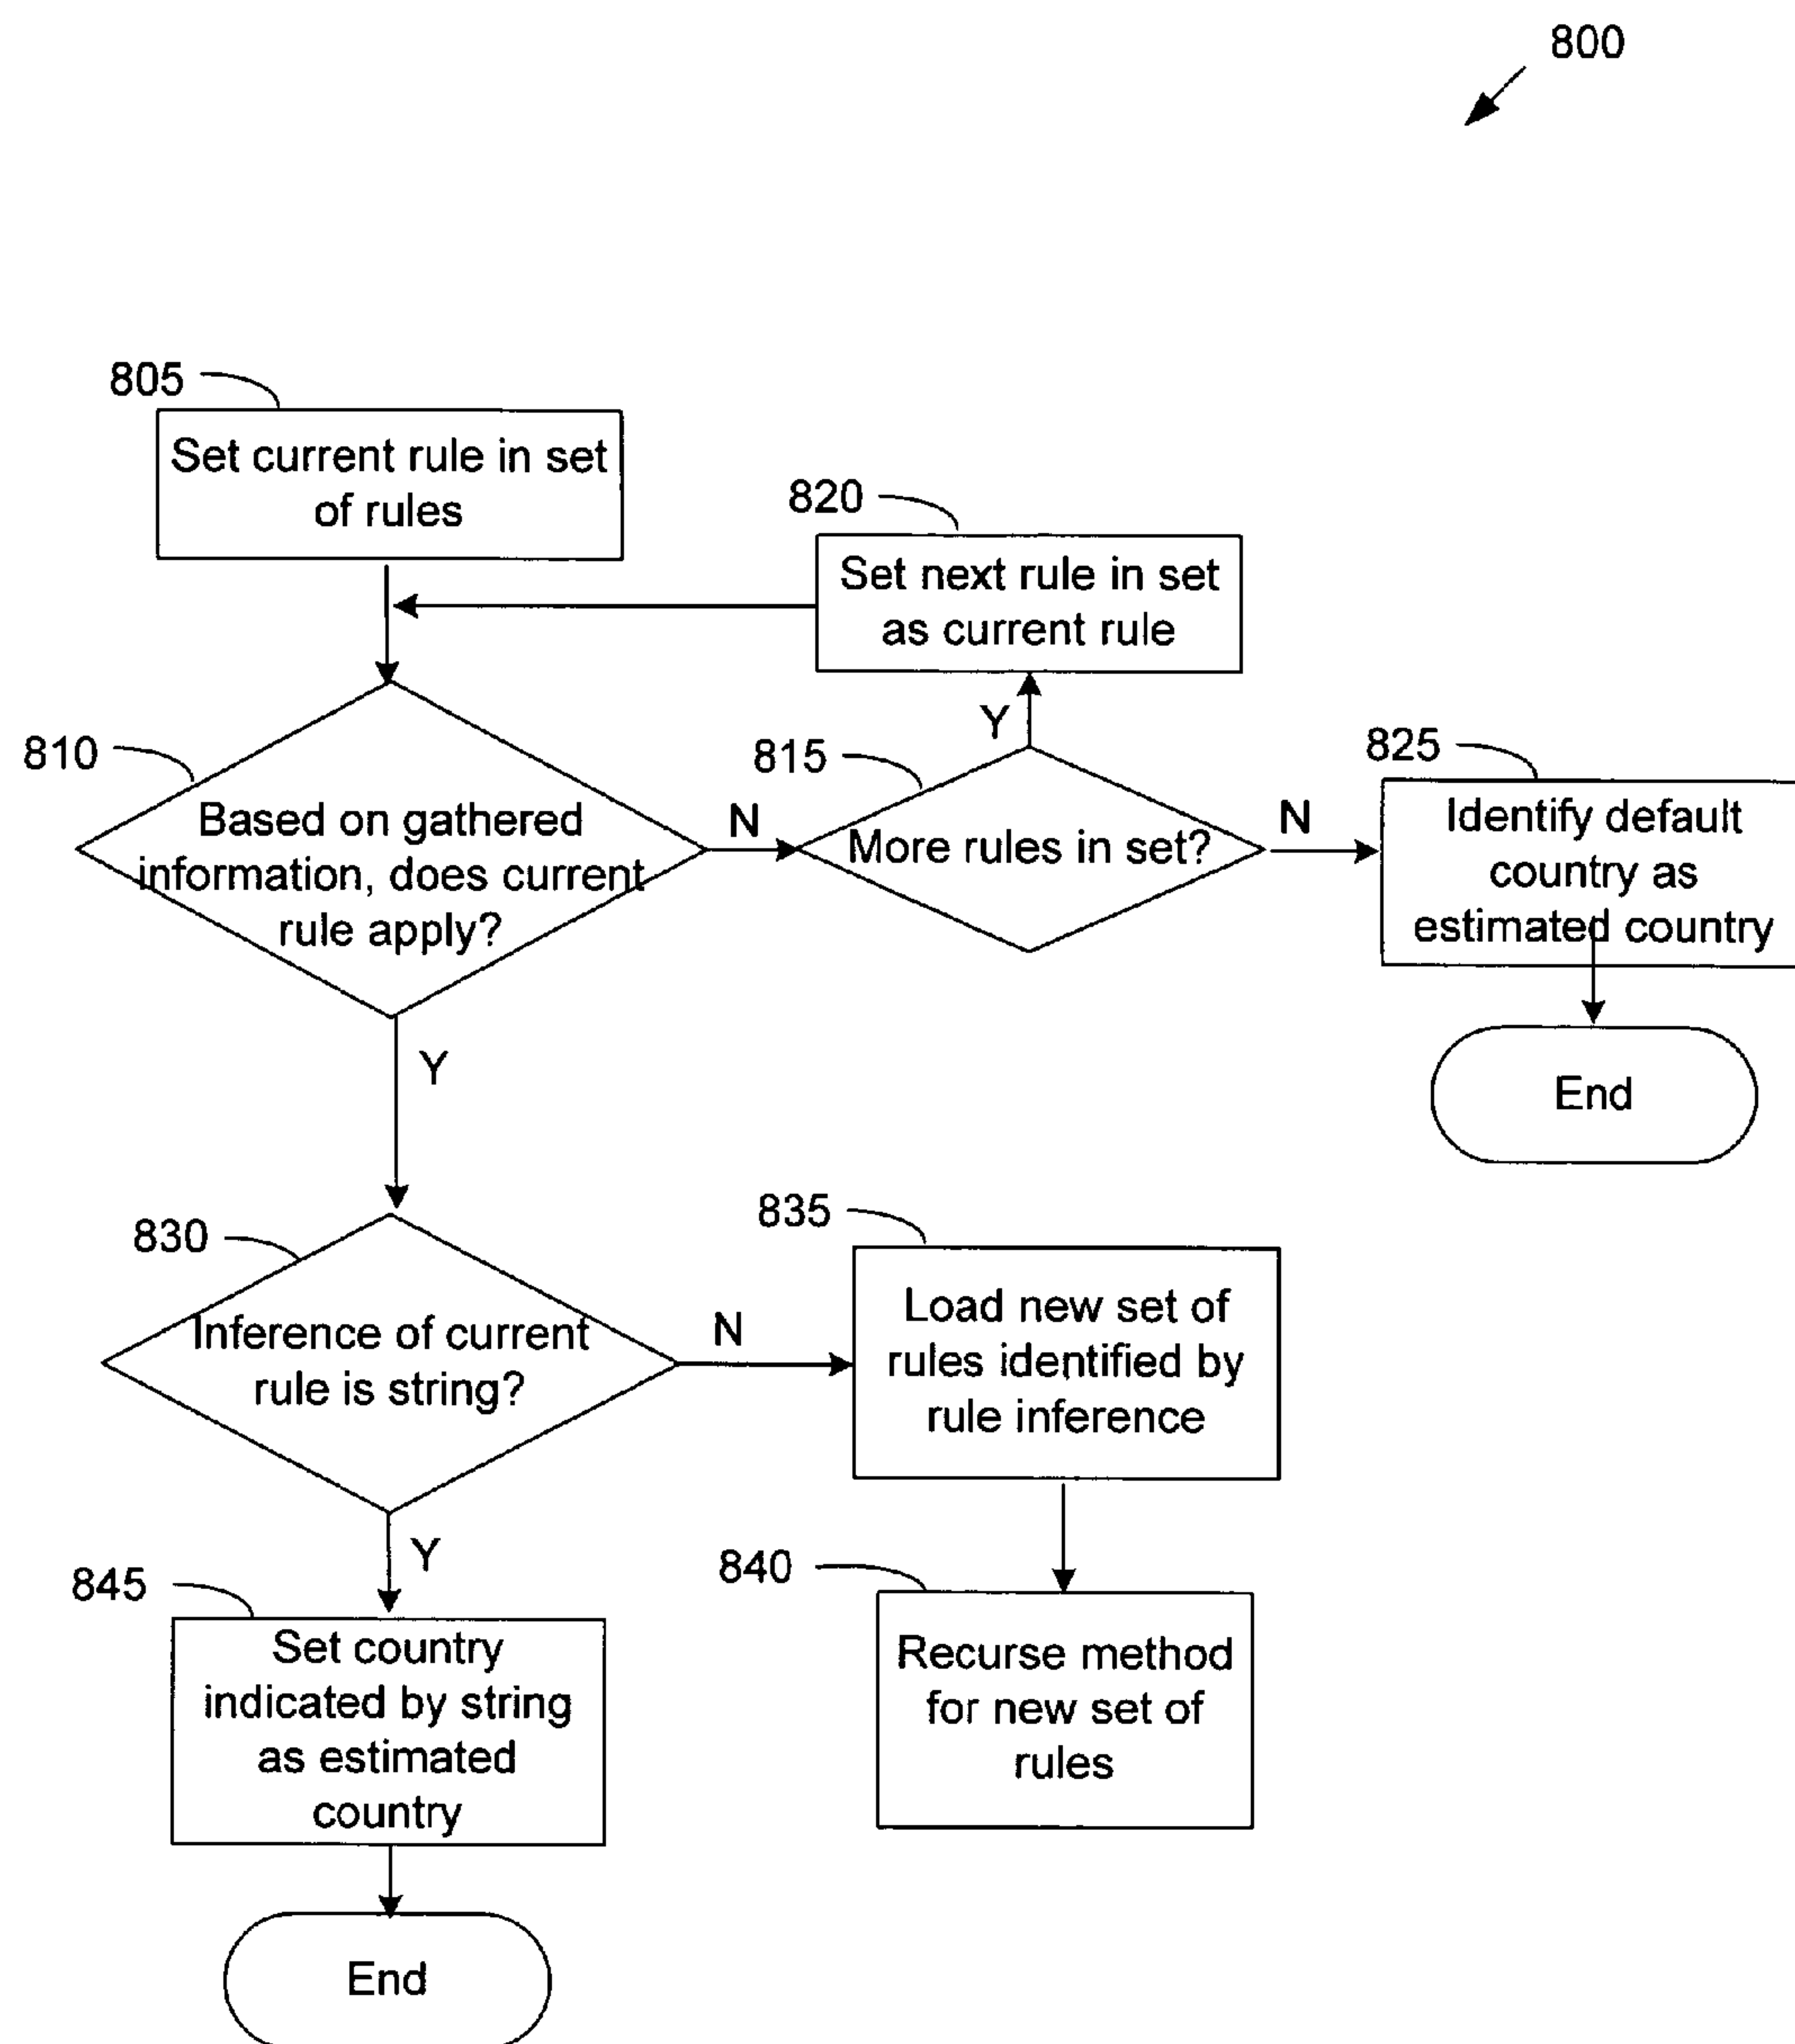 800
805
Set current rule in set
of rules
820
Set next rule in set
as current rule
810
Based on gathered
information, does current
rule apply?
N
815
More rules in set?
Y
N
825
Identify default
country as
estimated country
End
Y
830
Inference of current
rule is string?
N
835
Load new set of
rules identified by
rule inference
840
Recurse method
for new set of
rules
Y
845
Set country
indicated by string
as estimated
country
End